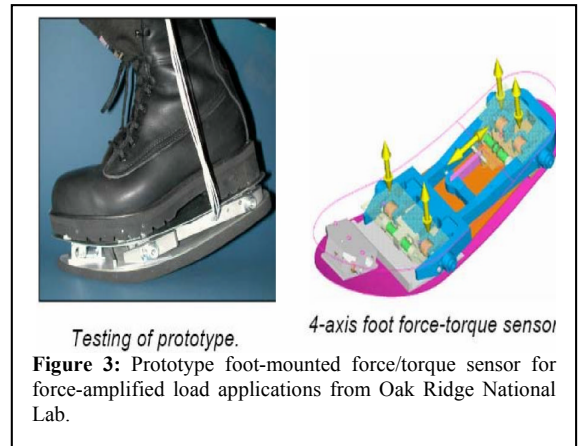 Testing of prototype.
4-axis foot force-torque sensor
Figure 3: Prototype foot-mounted force/torque sensor for
force-amplified load applications from Oak Ridge National
Lab.